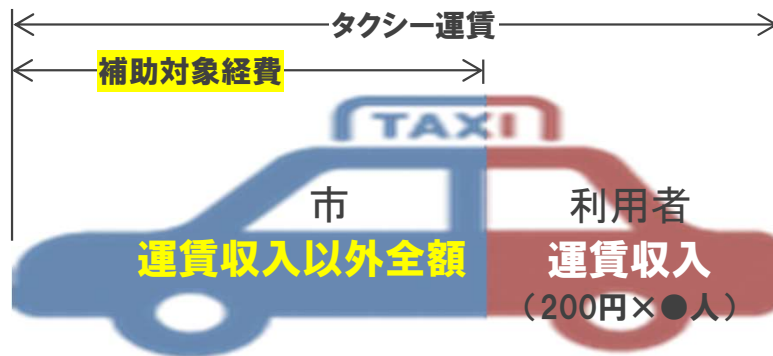 タクシー運賃
補助対象経費
TAXI
市
運賃収入以外全額
利用者
運賃収入
（200円×●人）